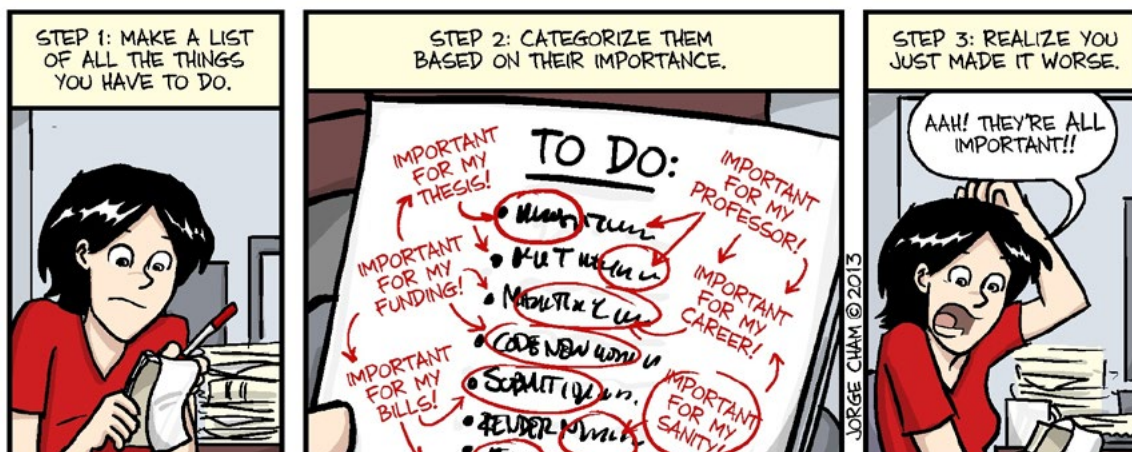 STEP 1: MAKE A LIST
OF ALL THE THINGS
YOU HAVE TO DO.
STEP 2: CATEGORIZE THEM
BASED ON THEIR IMPORTANCE.
TO DO:
IMPORTANT
FOR MY
THESIS!
IMPORTANT
FOR MY
PROFESSOR!
IMPORTANT
FOR MY
FUNDING!
IMPORTANT
FOR MY
CAREER!
IMPORTANT
FOR MY
BILLS!
IMPORTANT
FOR MY
SANITY!
CODE NEW
SUBMIT
RENDER
STEP 3: REALIZE YOU
JUST MADE IT WORSE.
AAH! THEY'RE ALL
IMPORTANT!!
JORGE CHAM © 2013